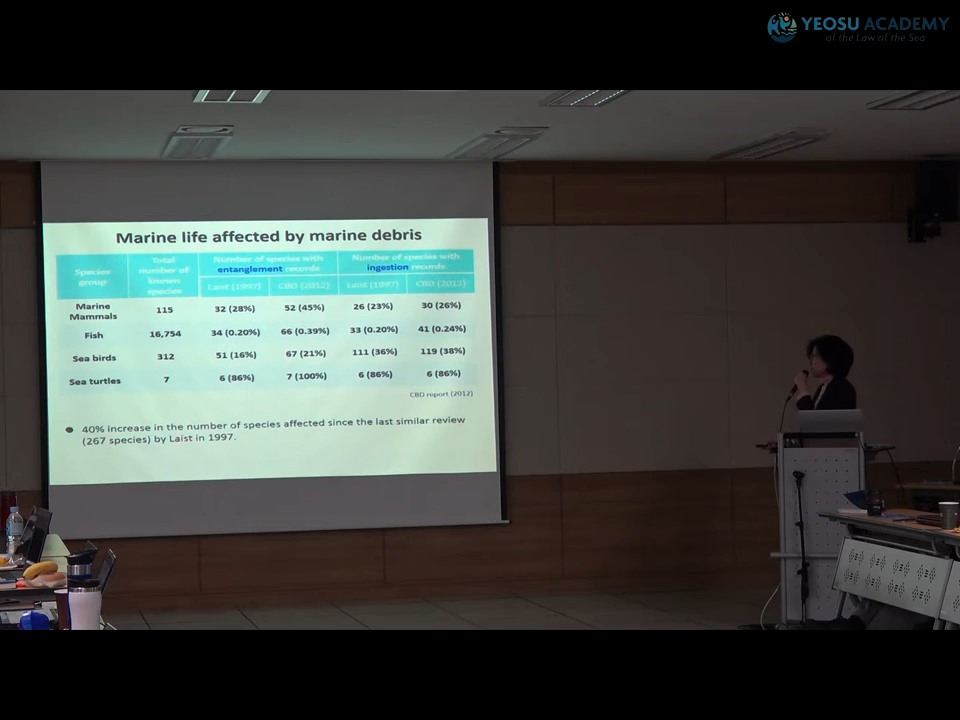 YEOSU ACADEMY
of the Law of the Sea
Marine life affected by marine debris
Species group
Total number of known species
Number of species with entanglement records
Number of species with ingestion records
Laist (1997)
CBD (2012)
Laist (1997)
CBD (2012)
Marine Mammals
115
32 (28%)
52 (45%)
26 (23%)
30 (26%)
Fish
16,754
34 (0.20%)
66 (0.39%)
33 (0.20%)
41 (0.24%)
Sea birds
312
51 (16%)
67 (21%)
111 (36%)
119 (38%)
Sea turtles
7
6 (86%)
7 (100%)
6 (86%)
6 (86%)
CBD report (2012)
● 40% increase in the number of species affected since the last similar review
(267 species) by Laist in 1997.